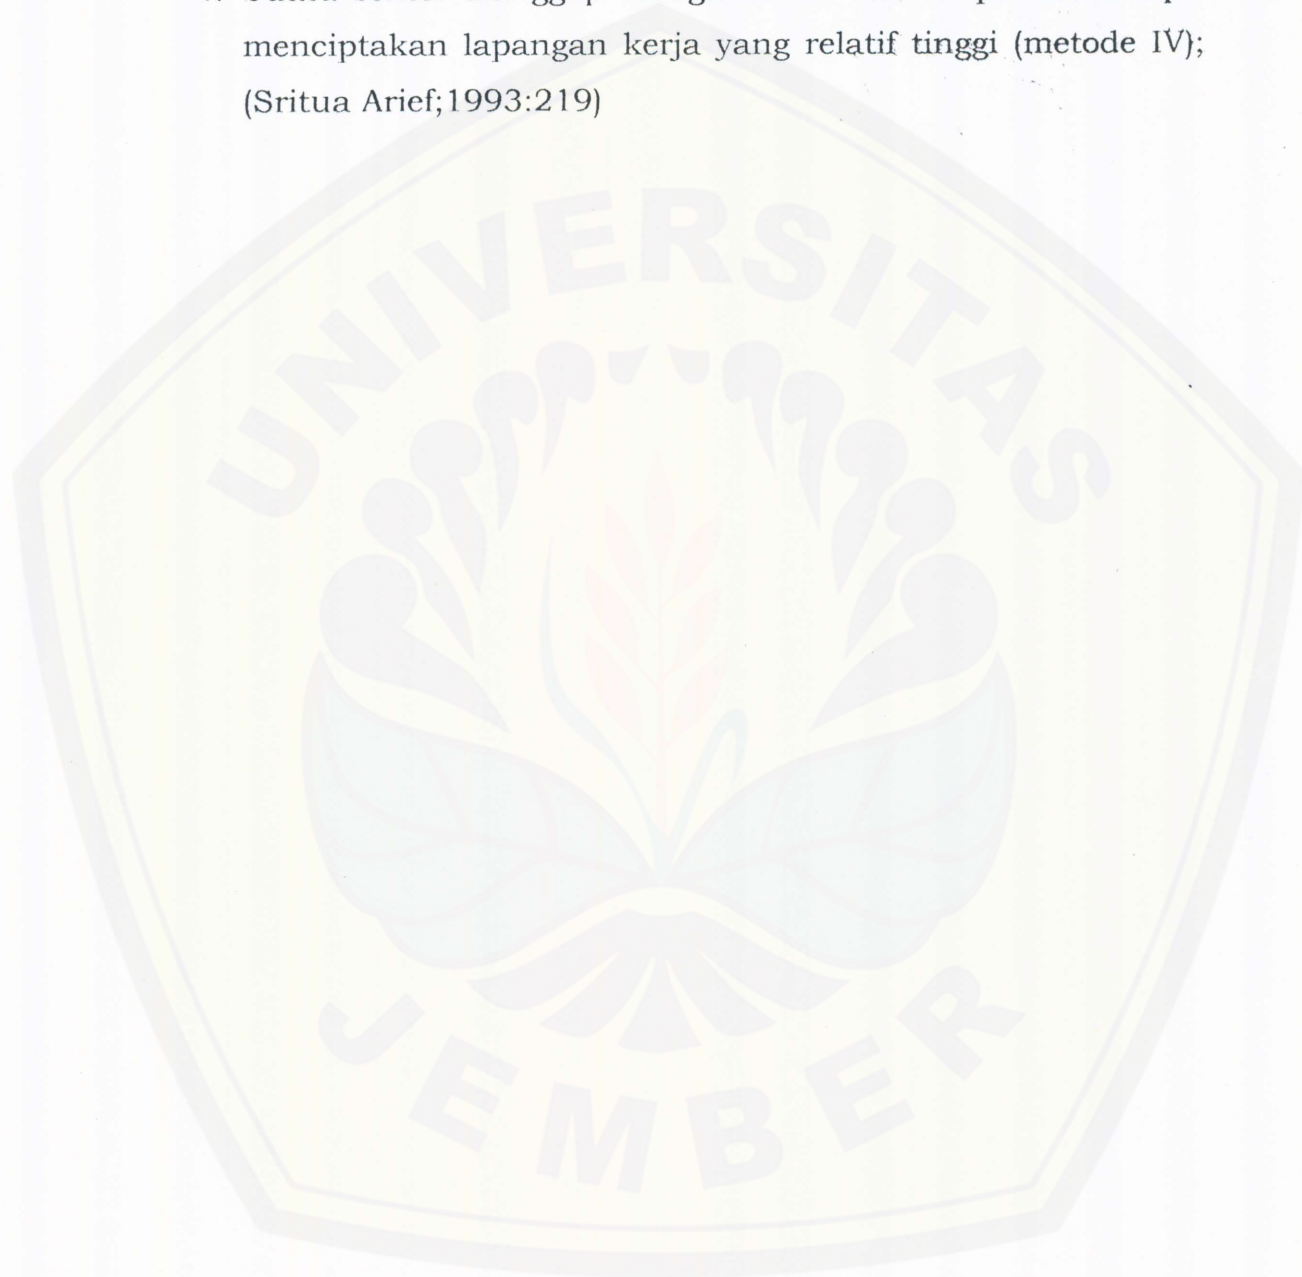 menciptakan lapangan kerja yang relatif tinggi (metode IV);
(Sritua Arief;1993:219)
UNIVERSITAS
JEMBER